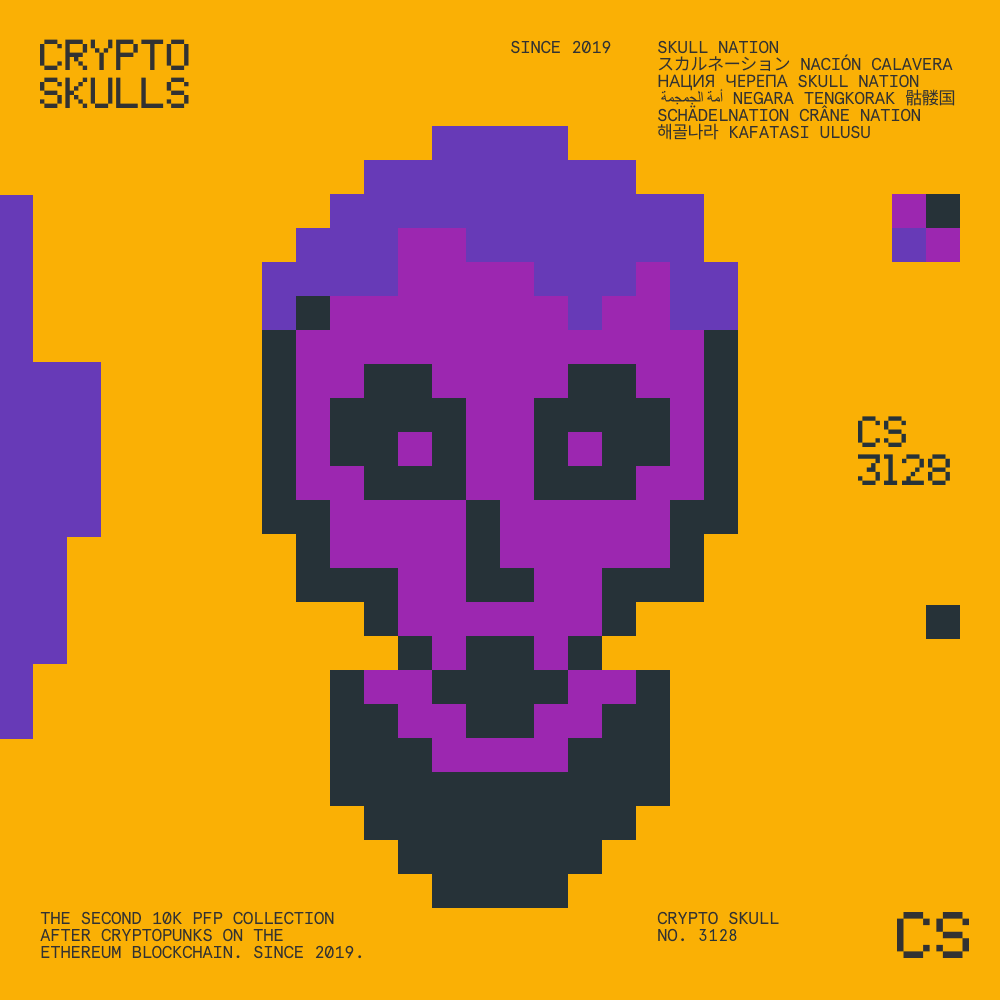 CRYPTO
SKULLS
SINCE 2019
SKULL NATION
スカルネーション NACIÓN CALAVERA
НАЦИЯ ЧЕРЕПА SKULL NATION
أمة الجمجمة NEGARA TENGKORAK 骷髅国
SCHÄDELNATION CRÂNE NATION
해골나라 KAFATASI ULUSU
CS
3128
THE SECOND 10K PFP COLLECTION
AFTER CRYPTOPUNKS ON THE
ETHEREUM BLOCKCHAIN. SINCE 2019.
CRYPTO SKULL
NO. 3128
CS